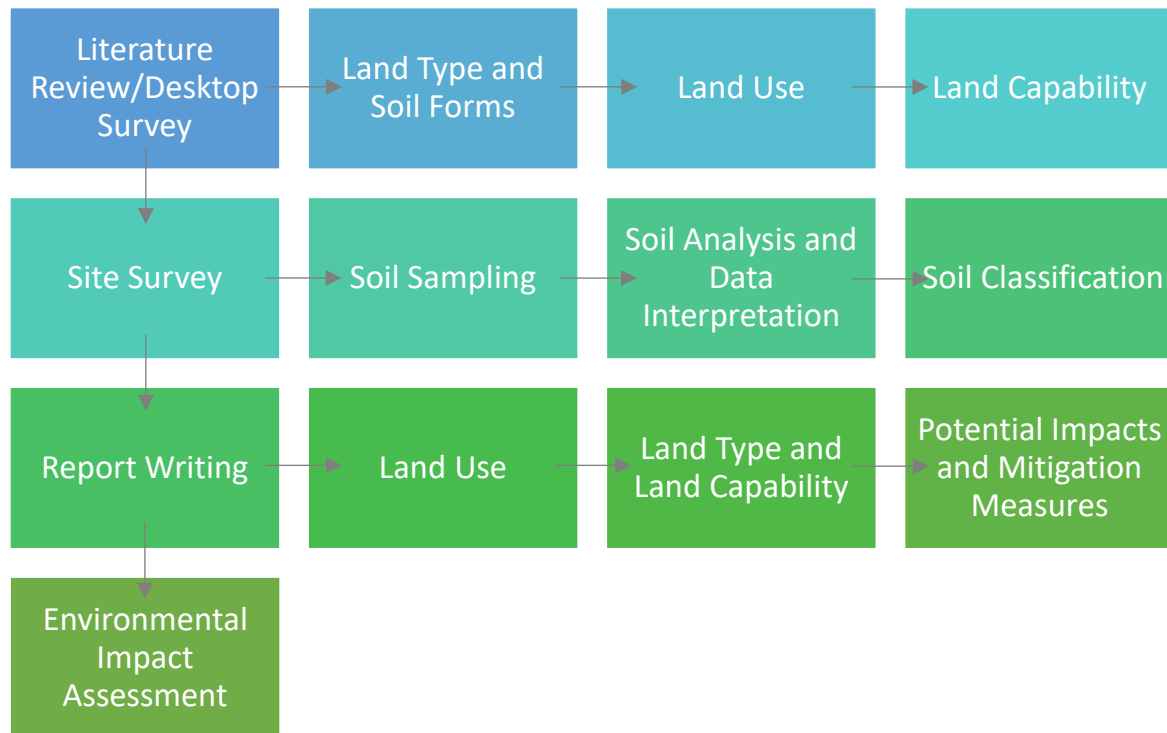 Literature
Review/Desktop
Survey
Land Type and
Soil Forms
Land Use
Land Capability
Site Survey
Soil Sampling
Soil Analysis and
Data
Interpretation
Soil Classification
Report Writing
Land Use
Land Type and
Land Capability
Potential Impacts
and Mitigation
Measures
Environmental
Impact
Assessment